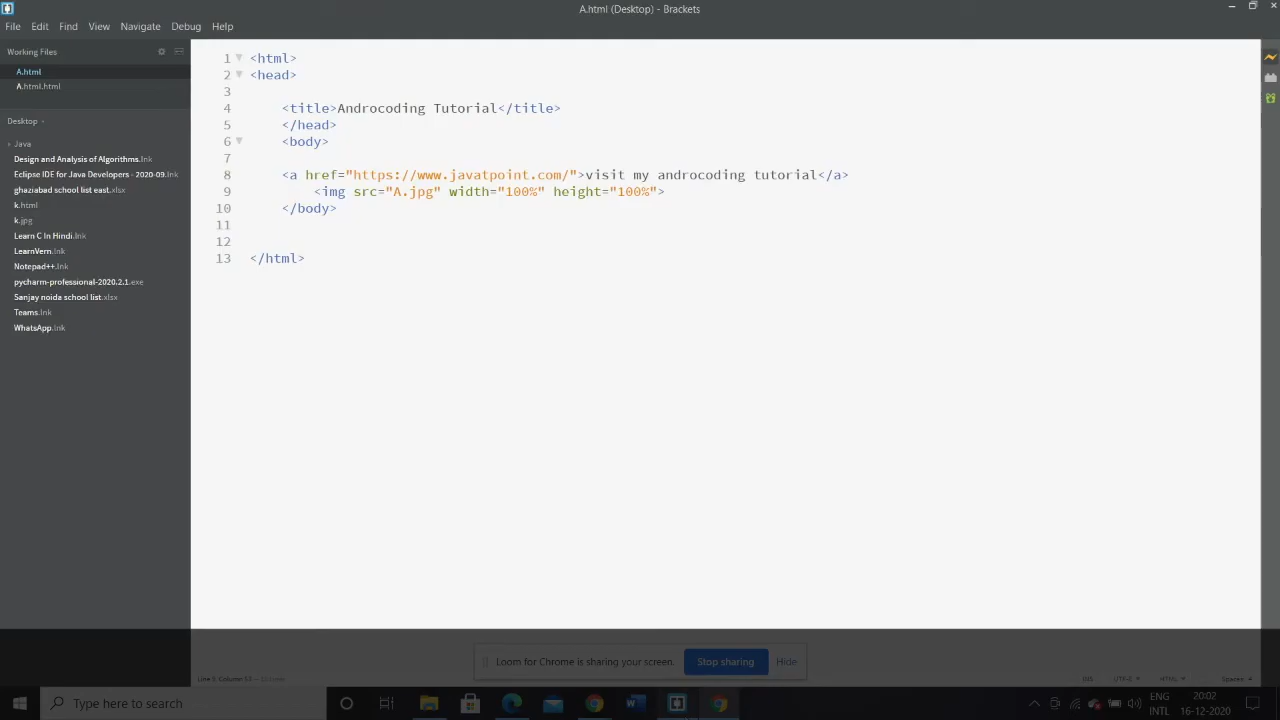 A.html (Desktop) - Brackets
File Edit Find View Navigate Debug Help
Working Files
A.html
A.html.html
Desktop
Java
Design and Analysis of Algorithms.lnk
Eclipse IDE for Java Developers - 2020-09.lnk
ghaziabad school list east.xlsx
k.html
k.jpg
Learn C In Hindi.lnk
LearnVern.lnk
Notepad++.lnk
pycharm-professional-2020.2.1.exe
Sanjay noida school list.xlsx
Teams.lnk
WhatsApp.lnk
1 <html>
2 <head>
3
4 <title>Androcoding Tutorial</title>
5 </head>
6 <body>
7
8 <a href="https://www.javatpoint.com/">visit my androcoding tutorial</a>
9 <img src="A.jpg" width="100%" height="100%">
10 </body>
11
12
13 </html>
Loom for Chrome is sharing your screen. Stop sharing Hide
INS UTF-8 HTML Spaces:
Type here to search
ENG
INTL
20:02
16-12-2020